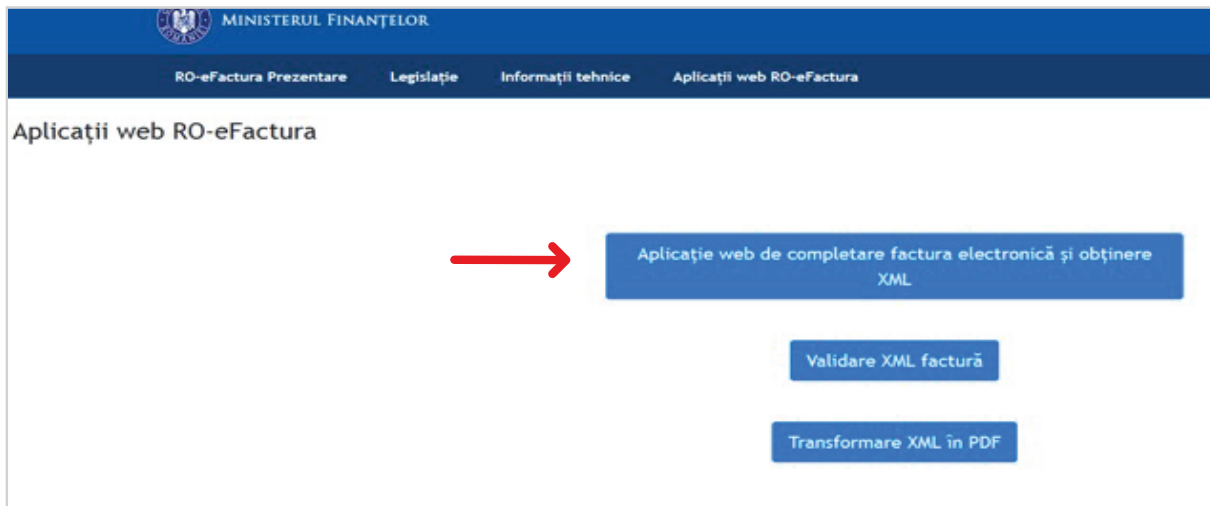 MINISTERUL FINANȚELOR
RO-eFactura Prezentare Legislație Informații tehnice Aplicații web RO-eFactura
Aplicații web RO-eFactura
Aplicație web de completare factura electronică și obținere
XML
Validare XML factură
Transformare XML în PDF